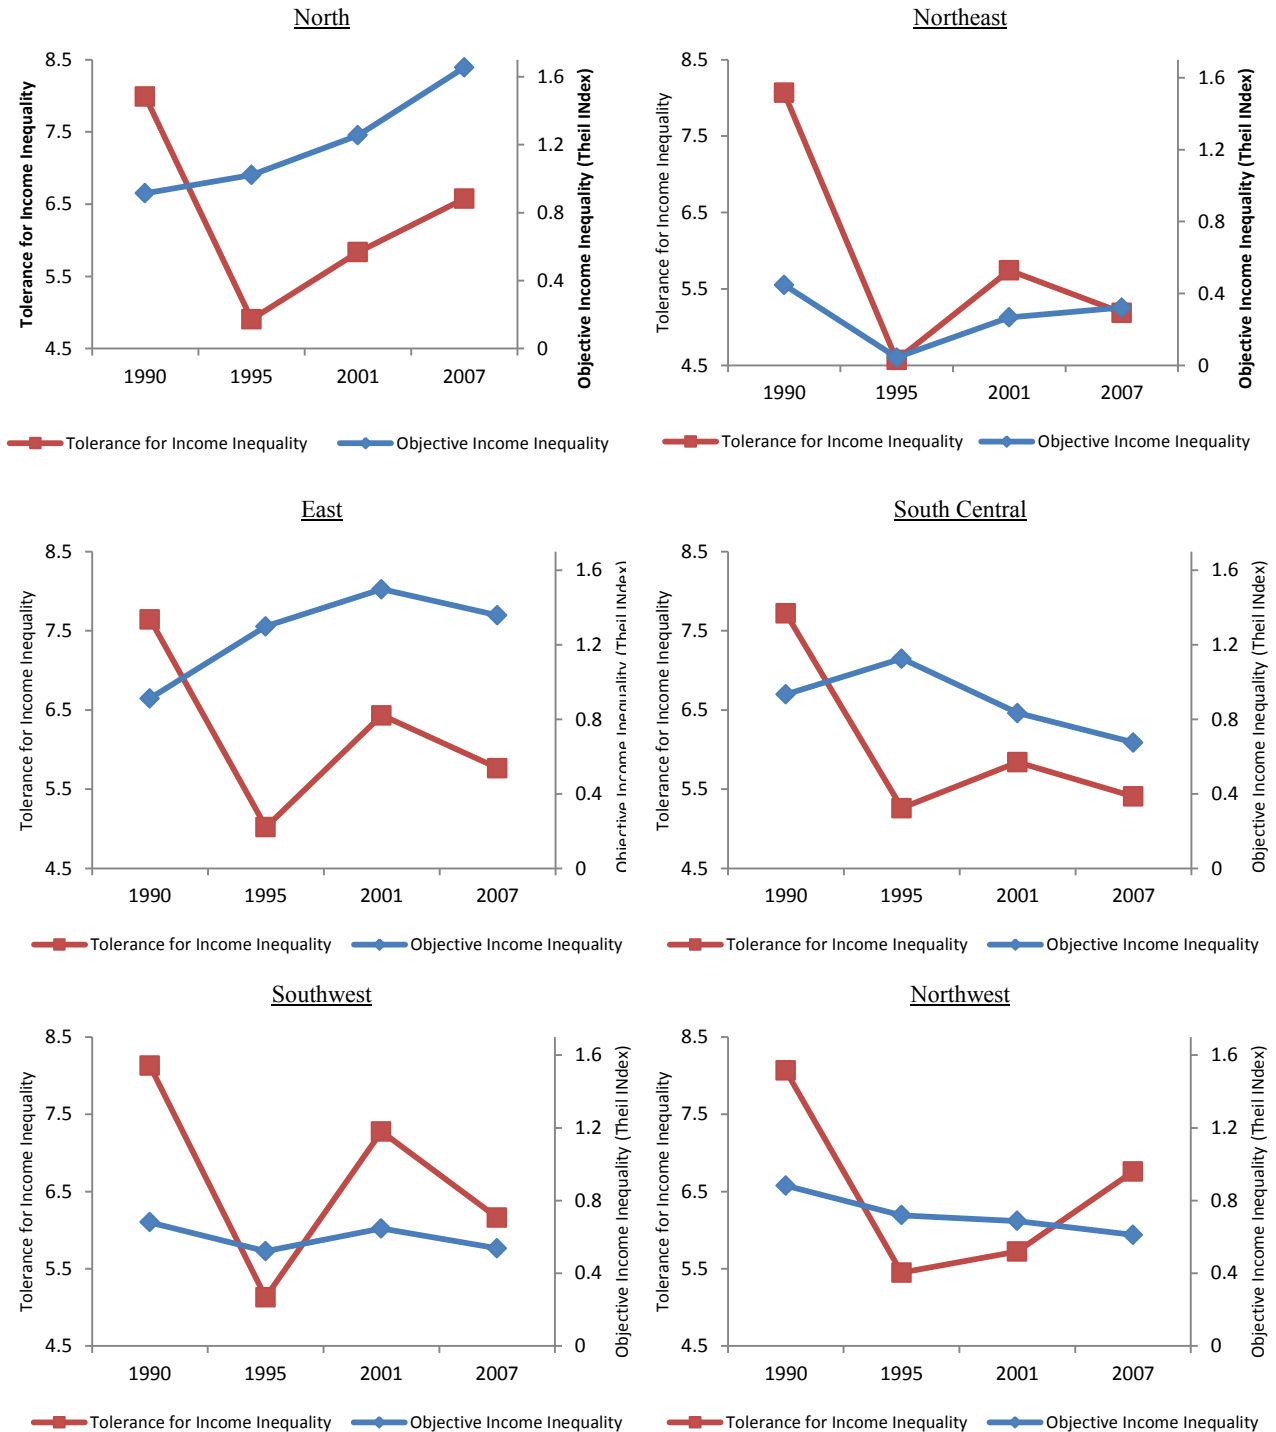 North
Tolerance for Income Inequality
8.5
7.5
6.5
5.5
4.5
1.6
1.2
0.8
0.4
0
Objective Income Inequality (Theil INdex)
1990 1995 2001 2007
Tolerance for Income Inequality Objective Income Inequality
Northeast
Tolerance for Income Inequality
8.5
7.5
6.5
5.5
4.5
1.6
1.2
0.8
0.4
0
Objective Income Inequality (Theil INdex)
1990 1995 2001 2007
Tolerance for Income Inequality Objective Income Inequality
East
Tolerance for Income Inequality
8.5
7.5
6.5
5.5
4.5
1.6
1.2
0.8
0.4
0
Objective Income Inequality (Theil INdex)
1990 1995 2001 2007
Tolerance for Income Inequality Objective Income Inequality
South Central
Tolerance for Income Inequality
8.5
7.5
6.5
5.5
4.5
1.6
1.2
0.8
0.4
0
Objective Income Inequality (Theil INdex)
1990 1995 2001 2007
Tolerance for Income Inequality Objective Income Inequality
Southwest
Tolerance for Income Inequality
8.5
7.5
6.5
5.5
4.5
1.6
1.2
0.8
0.4
0
Objective Income Inequality (Theil INdex)
1990 1995 2001 2007
Tolerance for Income Inequality Objective Income Inequality
Northwest
Tolerance for Income Inequality
8.5
7.5
6.5
5.5
4.5
1.6
1.2
0.8
0.4
0
Objective Income Inequality (Theil INdex)
1990 1995 2001 2007
Tolerance for Income Inequality Objective Income Inequality